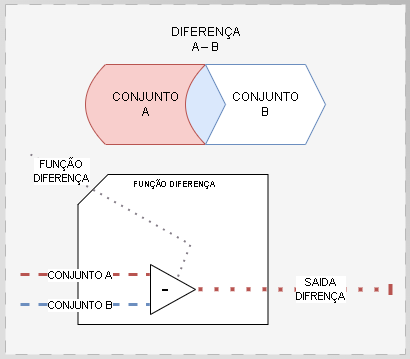 DIFERENÇA
A – B
CONJUNTO
A
CONJUNTO
B
FUNÇÃO
DIFERENÇA
FUNÇÃO DIFERENÇA
CONJUNTO A
-
CONJUNTO B
SAIDA
DIFRENÇA